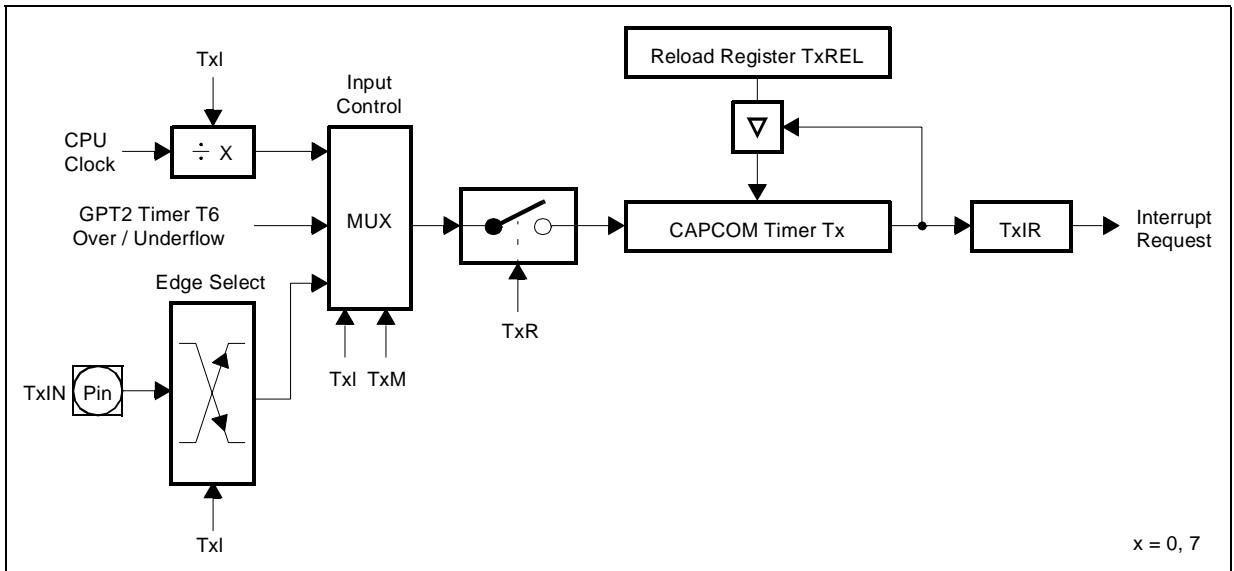 TxI
Reload Register TxREL
Input
Control
CPU
Clock
÷ X
∇
GPT2 Timer T6
Over / Underflow
MUX
CAPCOM Timer Tx
TxIR
Interrupt
Request
Edge Select
TxR
TxI TxM
TxIN Pin
TxI
x = 0, 7